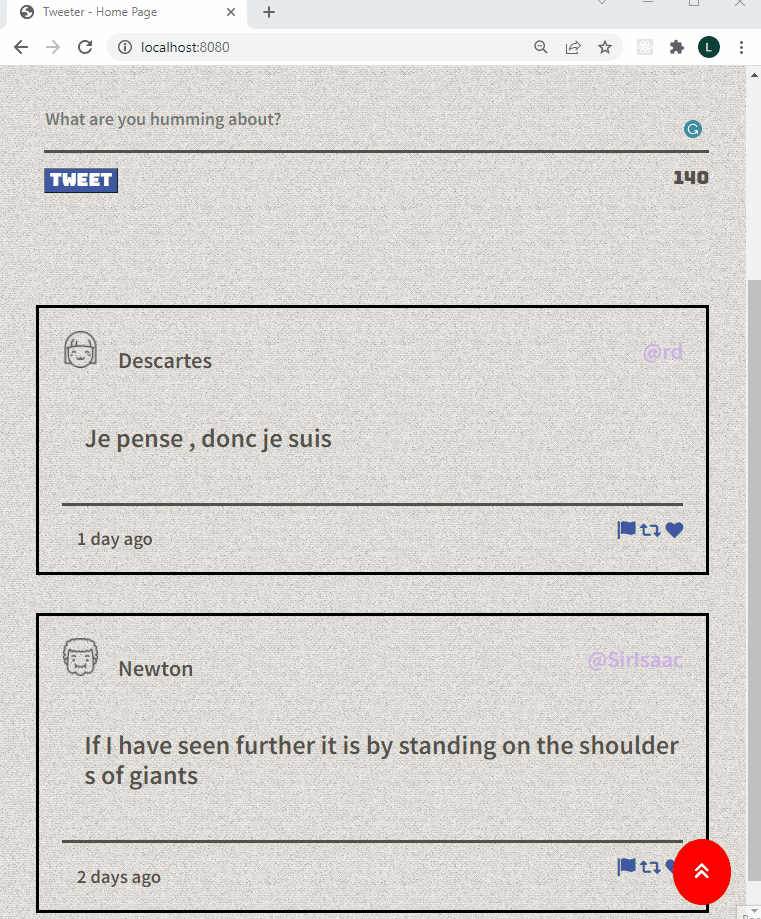 Tweeter - Home Page
localhost:8080
L
What are you humming about?
G
TWEET 140
Descartes @rd
Je pense , donc je suis
1 day ago
Newton @SirIsaac
If I have seen further it is by standing on the shoulder
s of giants
2 days ago